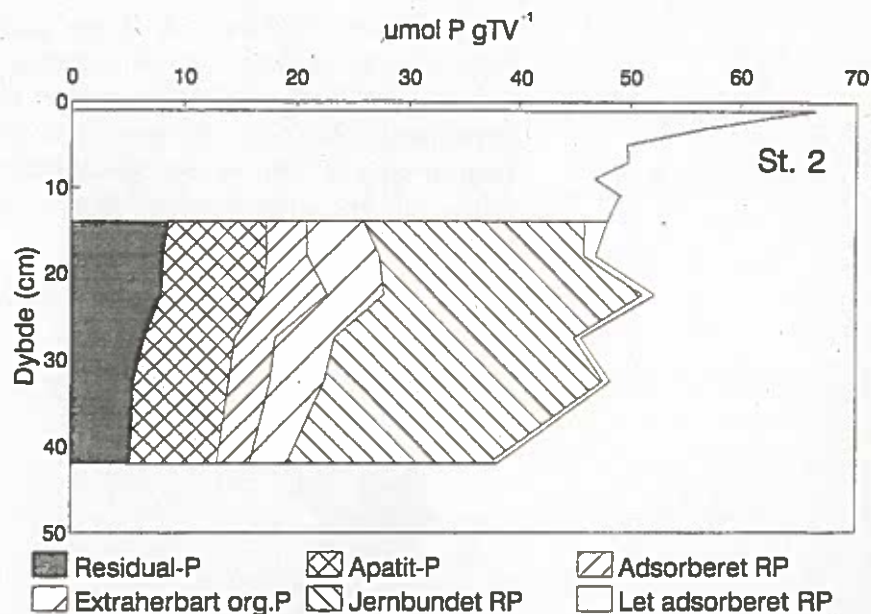 umol P gTV⁻¹
0 10 20 30 40 50 60 70
0
St. 2
10
20
30
40
50
Dybde (cm)
Residual-P Apatit-P Adsorberet RP
Extraherbart org.P Jernbundet RP Let adsorberet RP